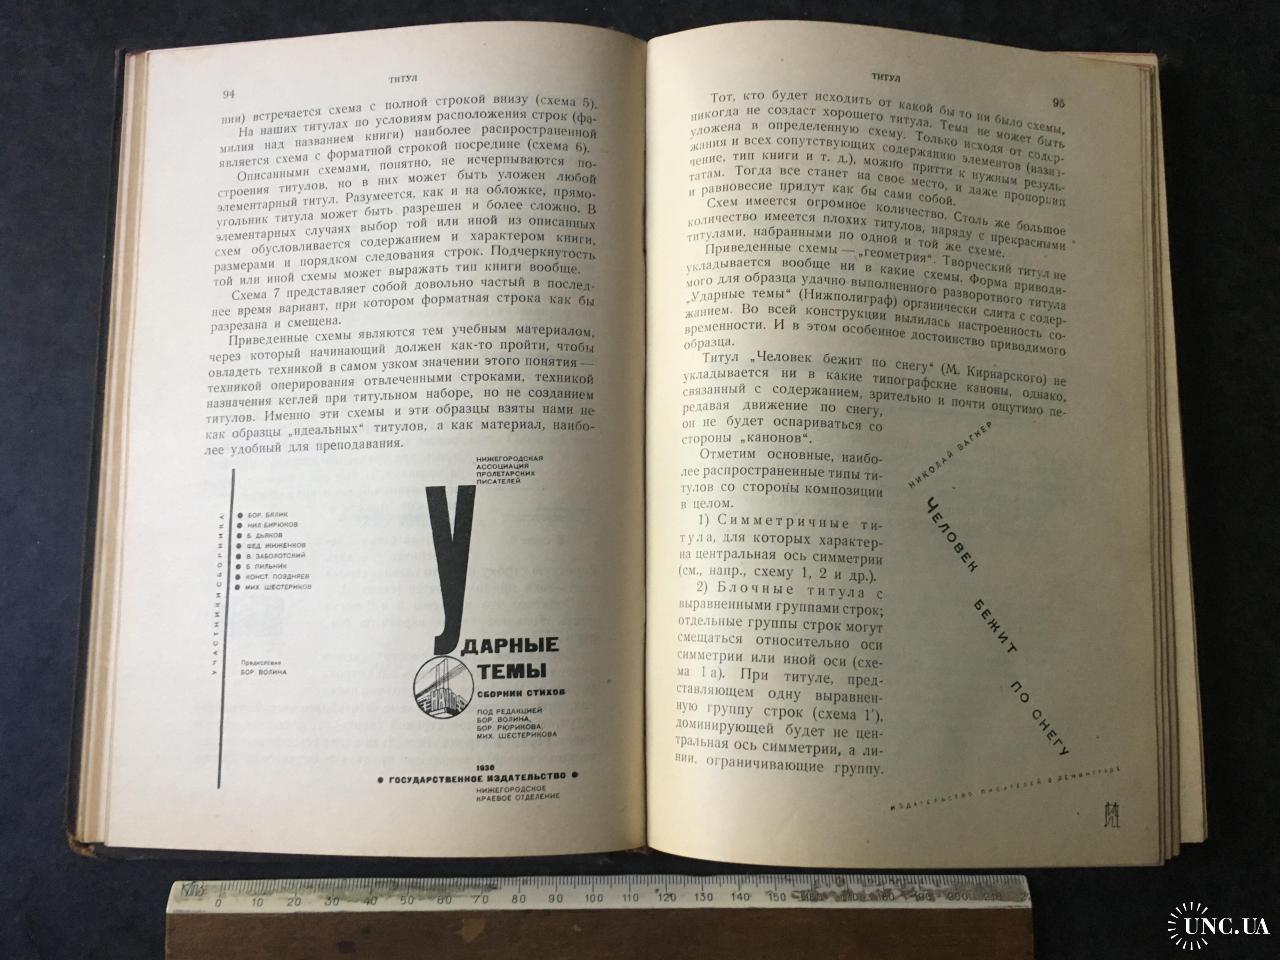 94
ТИТУЛ
нии) встречается схема с полной строкой внизу (схема 5).
На наших титулах по условиям расположения строк (фа-
милия над названием книги) наиболее распространенной
является схема с форматной строкой посредине (схема 6).
Описанными схемами, понятно, не исчерпываются по-
строения титулов, но в них может быть уложен любой
элементарный титул. Разумеется, как и на обложке, прямо-
угольник титула может быть разрешен и более сложно. В
элементарных случаях выбор той или иной из описанных
схем обусловливается содержанием и характером книги,
размерами и порядком следования строк. Подчеркнутость
той или иной схемы может выражать тип книги вообще.
Схема 7 представляет собой довольно частый в послед-
нее время вариант, при котором форматная строка как бы
разрезана и смещена.
Приведенные схемы являются тем учебным материалом,
через который начинающий должен как-то пройти, чтобы
овладеть техникой в самом узком значении этого понятия —
техникой оперирования отвлеченными строками, техникой
назначения кеглей при титульном наборе, но не созданием
титулов. Именно эти схемы и эти образцы взяты нами не
как образцы „идеальных“ титулов, а как материал, наибо-
лее удобный для преподавания.
УЧАСТНИКИ СБОРНИКА:
БОР. БЯЛИК
НИЛ БИРЮКОВ
Б. ДЬЯКОВ
ФЕД. ЖИЖЕНКОВ
В. ЗАБОЛОТСКИЙ
Б. ПИЛЬНИК
КОНСТ. ПОЗДНЯЕВ
МИХ. ШЕСТЕРИКОВ
Предисловие
БОР. ВОЛИНА
НИЖЕГОРОДСКАЯ
АССОЦИАЦИЯ
ПРОЛЕТАРСКИХ
ПИСАТЕЛЕЙ
УДАРНЫЕ
ТЕМЫ
СБОРНИК СТИХОВ
ПОД РЕДАКЦИЕЙ
БОР. ВОЛИНА,
БОР. РЮРИКОВА,
МИХ. ШЕСТЕРИКОВА
1930
ГОСУДАРСТВЕННОЕ ИЗДАТЕЛЬСТВО
НИЖЕГОРОДСКОЕ
КРАЕВОЕ ОТДЕЛЕНИЕ
ТИТУЛ
95
Тот, кто будет исходить от какой бы то ни было схемы,
никогда не создаст хорошего титула. Тема не может быть
уложена в определенную схему. Только исходя от содер-
жания и всех сопутствующих содержанию элементов (назна-
чение, тип книги и т. д.), можно притти к нужным резуль-
татам. Тогда все станет на свое место, и даже пропорции
и равновесие придут как бы сами собой.
Схем имеется огромное количество. Столь же большое
количество имеется плохих титулов, наряду с прекрасными
титулами, набранными по одной и той же схеме.
Приведенные схемы — „геометрия“. Творческий титул не
укладывается вообще ни в какие схемы. Форма приводи-
мого для образца удачно выполненного разворотного титула
„Ударные темы“ (Нижполиграф) органически слита с содер-
жанием. Во всей конструкции вылилась настроенность со-
временности. И в этом особенное достоинство приводимого
образца.
Титул „Человек бежит по снегу“ (М. Кирнарского) не
укладывается ни в какие типографские каноны, однако,
связанный с содержанием, зрительно и почти ощутимо пе-
редавая движение по снегу,
он не будет оспариваться со
стороны „канонов“.
Отметим основные, наибо-
лее распространенные типы ти-
тулов со стороны композиции
в целом.
1) Симметричные ти-
тула, для которых характер-
на центральная ось симметрии
(см., напр., схему 1, 2 и др.).
2) Блочные титула с
выравненными группами строк;
отдельные группы строк могут
смещаться относительно оси
симметрии или иной оси (схе-
ма 1а). При титуле, пред-
ставляющем одну выравнен-
ную группу строк (схема 1'),
доминирующей будет не цен-
тральная ось симметрии, а ли-
нии, ограничивающие группу.
НИКОЛАЙ ВАГНЕР
ЧЕЛОВЕК БЕЖИТ ПО СНЕГУ
ИЗДАТЕЛЬСТВО ПИСАТЕЛЕЙ В ЛЕНИНГРАДЕ
0 10 20 30 40 50 60 70 80 90 100 110 120 130 140 150
UNC.UA